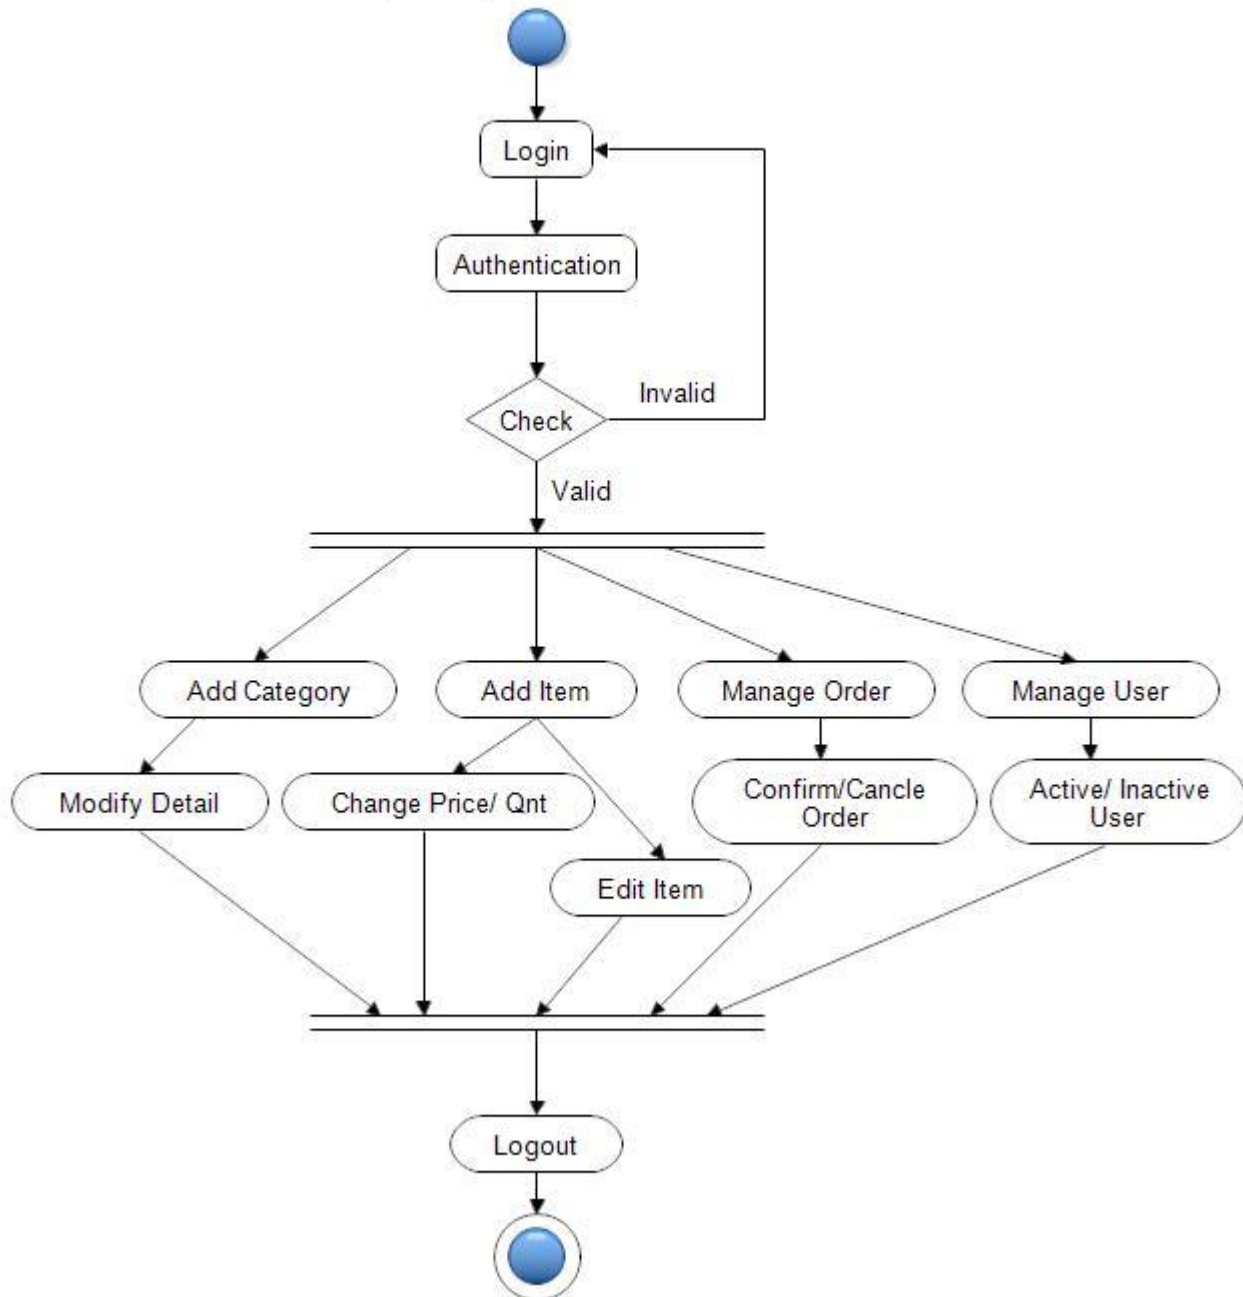 Login
Authentication
Invalid
Check
Valid
Add Category
Add Item
Manage Order
Manage User
Modify Detail
Change Price/ Qnt
Confirm/Cancle
Order
Active/ Inactive
User
Edit Item
Logout